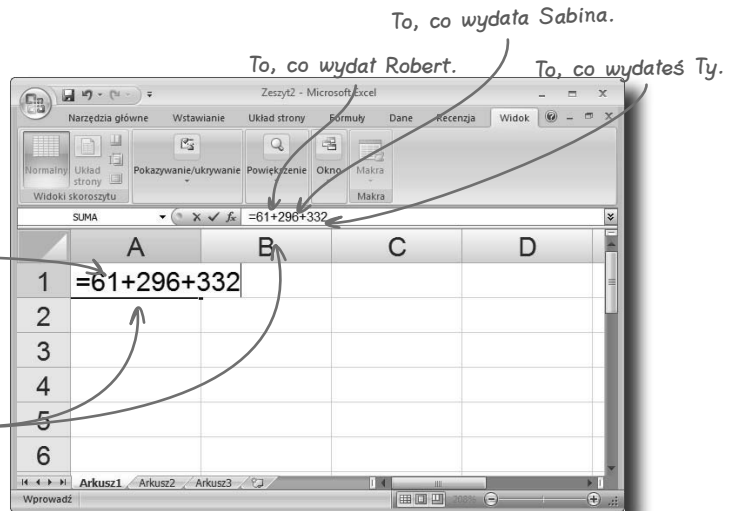 To, co wydała Sabina.
To, co wydał Robert.
To, co wydałeś Ty.
Zeszyt2 - Microsoft Excel
Narzędzia główne Wstawianie Układ strony Formuły Dane Recenzja Widok
Normalny Układ strony Pokazywanie/ukrywanie Powiększenie Okno Makra
Widoki skoroszytu Makra
SUMA fx =61+296+332
A B C D
1 =61+296+332
2
3
4
5
6
Arkusz1 Arkusz2 Arkusz3
Wprowadź 206%